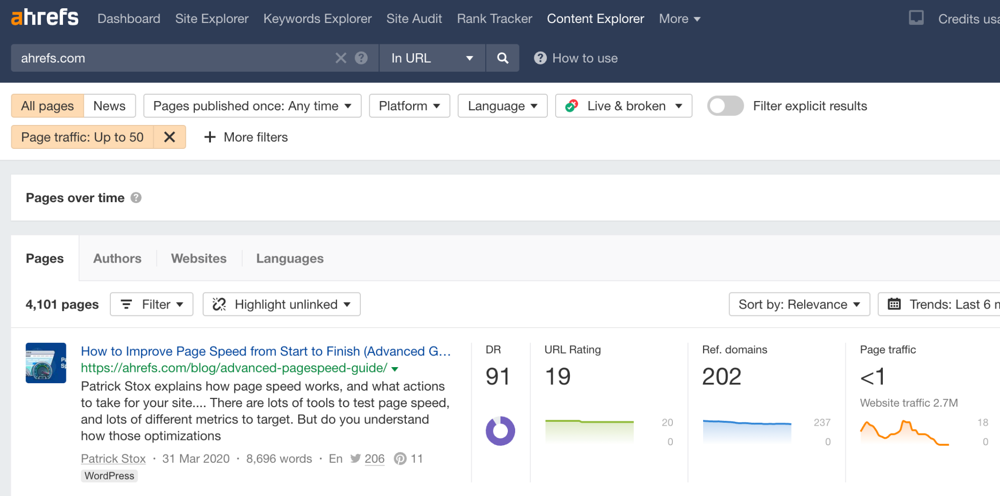 ahrefs Dashboard Site Explorer Keywords Explorer Site Audit Rank Tracker Content Explorer More
Credits usa
ahrefs.com In URL How to use
All pages News Pages published once: Any time Platform Language Live & broken Filter explicit results
Page traffic: Up to 50 More filters
Pages over time
Pages Authors Websites Languages
4,101 pages Filter Highlight unlinked Sort by: Relevance Trends: Last 6 m
How to Improve Page Speed from Start to Finish (Advanced G...
https://ahrefs.com/blog/advanced-pagespeed-guide/
Patrick Stox explains how page speed works, and what actions
to take for your site.... There are lots of tools to test page speed,
and lots of different metrics to target. But do you understand
how those optimizations
Patrick Stox · 31 Mar 2020 · 8,696 words · En 206 11
WordPress
DR
91
URL Rating
19
20
0
Ref. domains
202
237
0
Page traffic
<1
Website traffic 2.7M
18
0